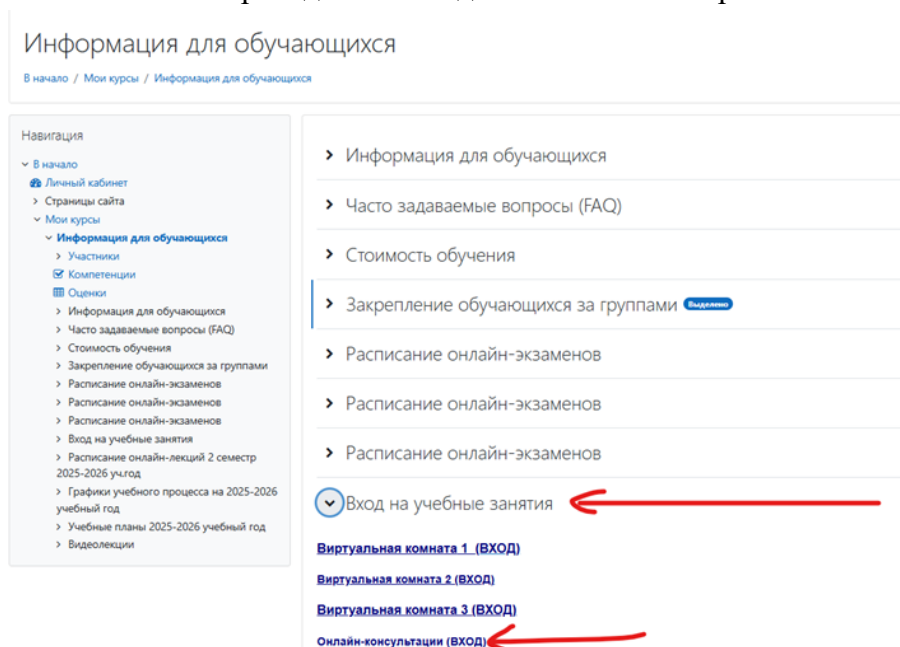 Информация для обучающихся
В начало / Мои курсы / Информация для обучающихся
Навигация
В начало
Личный кабинет
Страницы сайта
Мои курсы
Информация для обучающихся
Участники
Компетенции
Оценки
Информация для обучающихся
Часто задаваемые вопросы (FAQ)
Стоимость обучения
Закрепление обучающихся за группами
Расписание онлайн-экзаменов
Расписание онлайн-экзаменов
Расписание онлайн-экзаменов
Вход на учебные занятия
Расписание онлайн-лекций 2 семестр
2025-2026 уч.год
Графики учебного процесса на 2025-2026
учебный год
Учебные планы 2025-2026 учебный год
Видеолекции
Информация для обучающихся
Часто задаваемые вопросы (FAQ)
Стоимость обучения
Закрепление обучающихся за группами Выделено
Расписание онлайн-экзаменов
Расписание онлайн-экзаменов
Расписание онлайн-экзаменов
Вход на учебные занятия
Виртуальная комната 1 (ВХОД)
Виртуальная комната 2 (ВХОД)
Виртуальная комната 3 (ВХОД)
Онлайн-консультации (ВХОД)